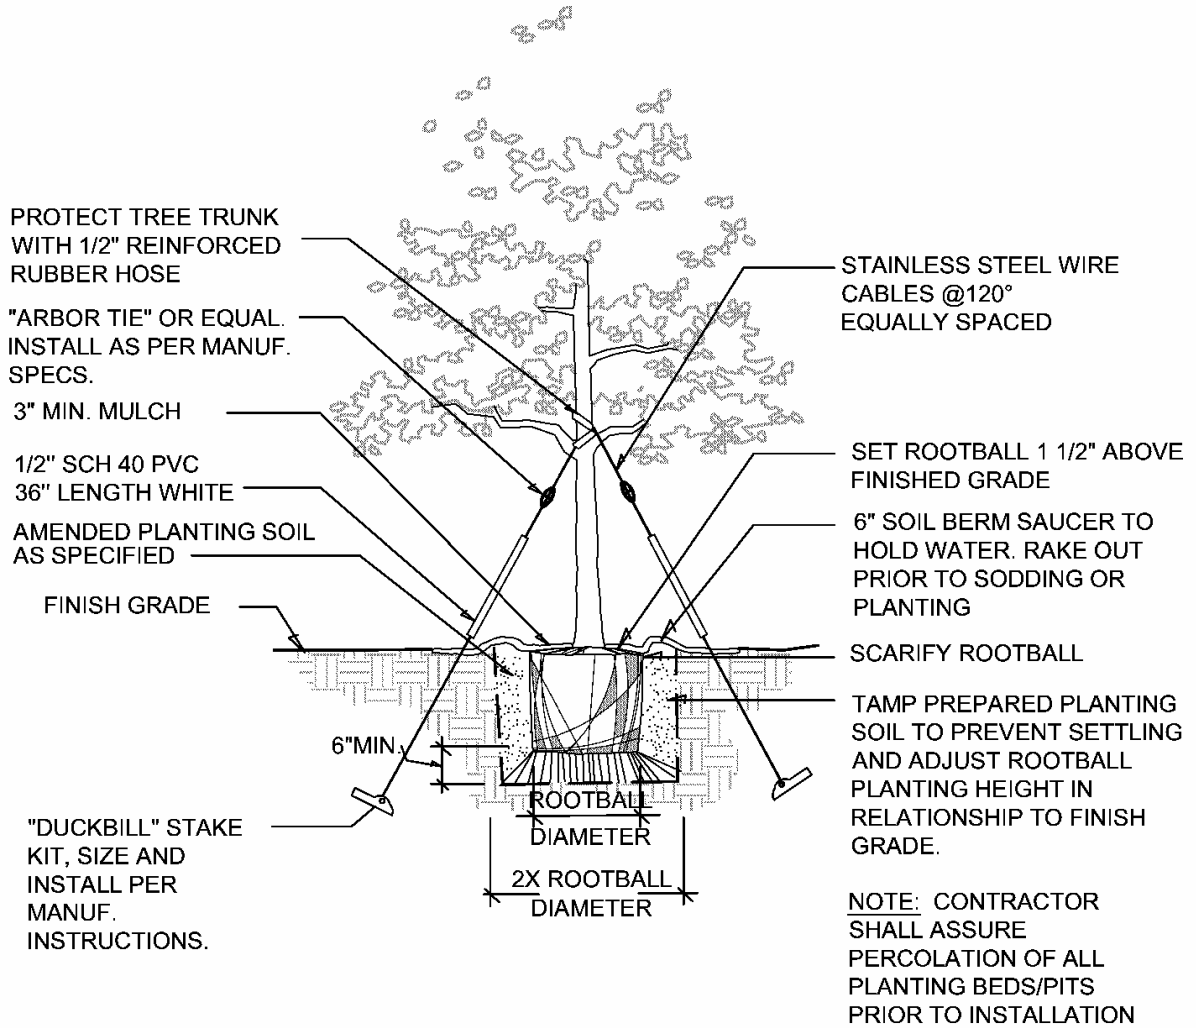 PROTECT TREE TRUNK
WITH 1/2" REINFORCED
RUBBER HOSE
"ARBOR TIE" OR EQUAL.
INSTALL AS PER MANUF.
SPECS.
3" MIN. MULCH
1/2" SCH 40 PVC
36" LENGTH WHITE
AMENDED PLANTING SOIL
AS SPECIFIED
FINISH GRADE
6"MIN.
"DUCKBILL" STAKE
KIT, SIZE AND
INSTALL PER
MANUF.
INSTRUCTIONS.
ROOTBALL
DIAMETER
2X ROOTBALL
DIAMETER
STAINLESS STEEL WIRE
CABLES @120°
EQUALLY SPACED
SET ROOTBALL 1 1/2" ABOVE
FINISHED GRADE
6" SOIL BERM SAUCER TO
HOLD WATER. RAKE OUT
PRIOR TO SODDING OR
PLANTING
SCARIFY ROOTBALL
TAMP PREPARED PLANTING
SOIL TO PREVENT SETTLING
AND ADJUST ROOTBALL
PLANTING HEIGHT IN
RELATIONSHIP TO FINISH
GRADE.
NOTE: CONTRACTOR
SHALL ASSURE
PERCOLATION OF ALL
PLANTING BEDS/PITS
PRIOR TO INSTALLATION